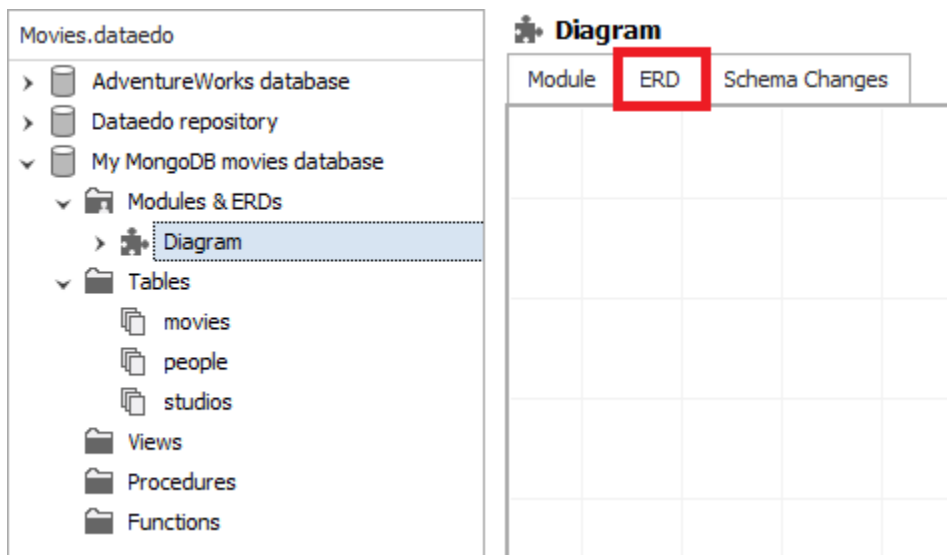 Movies.dataedo
AdventureWorks database
Dataedo repository
My MongoDB movies database
Modules & ERDs
Diagram
Tables
movies
people
studios
Views
Procedures
Functions
Diagram
Module ERD Schema Changes